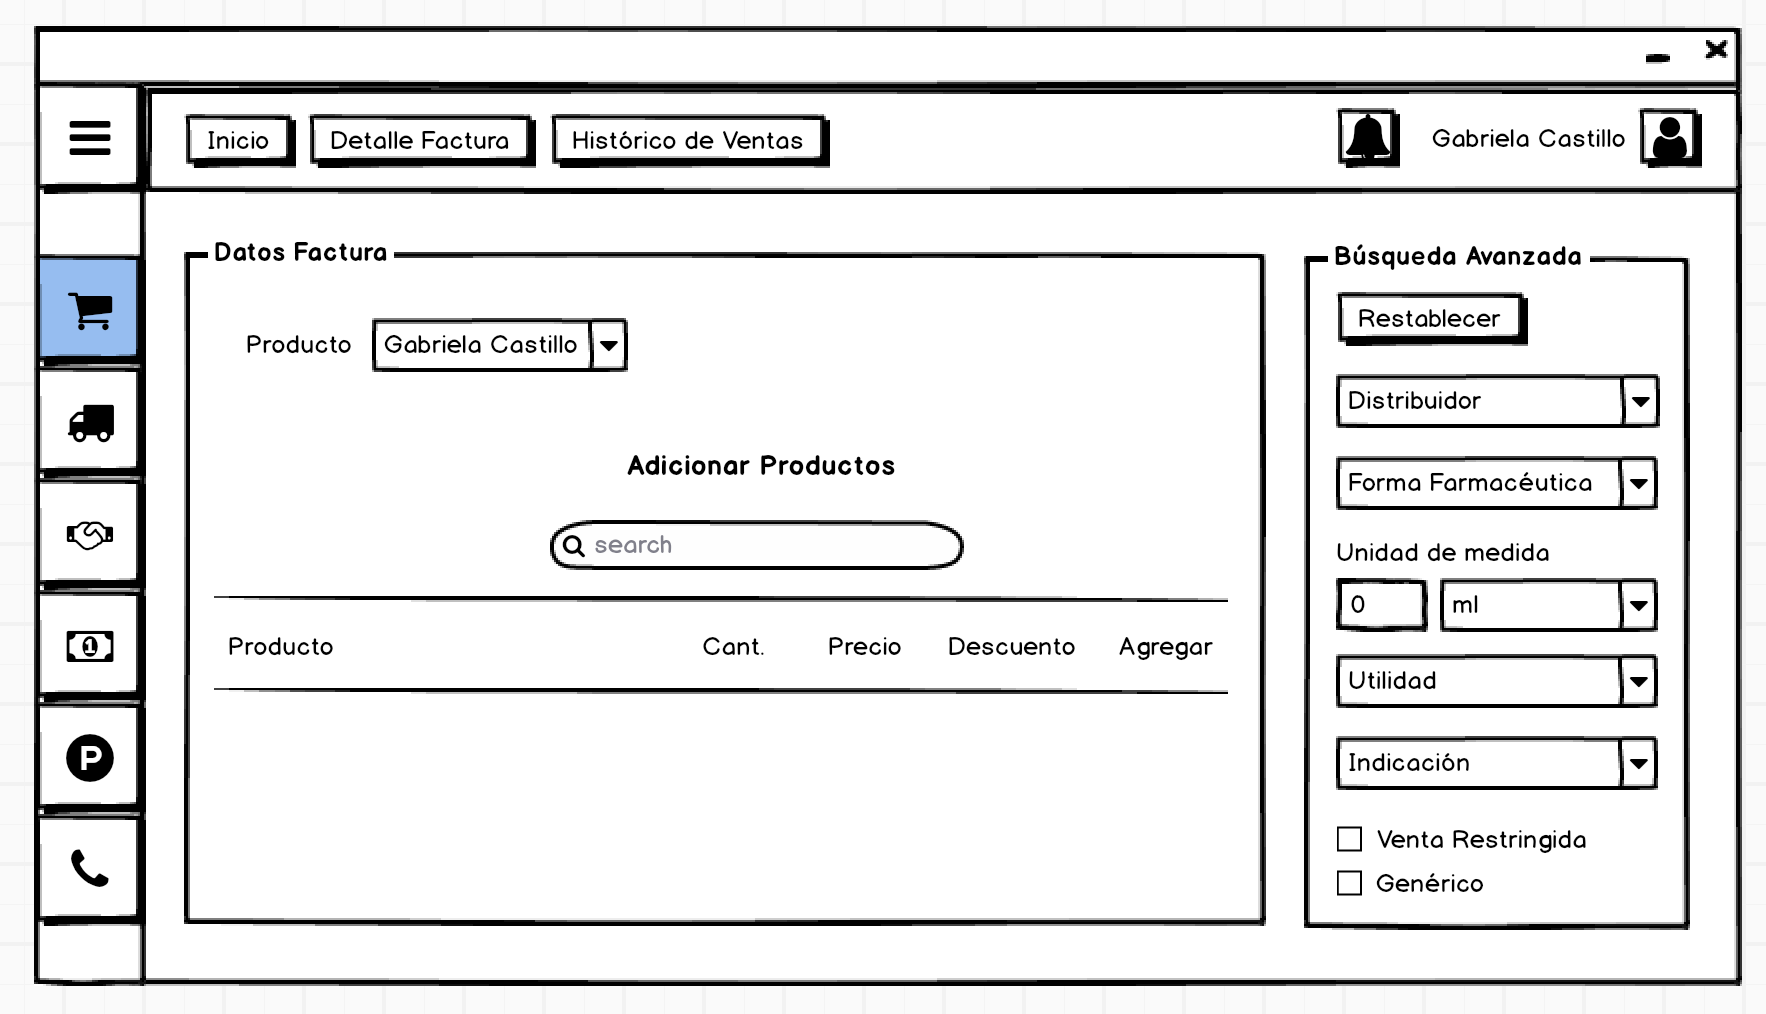 Inicio
Detalle Factura
Histórico de Ventas
Gabriela Castillo
Datos Factura
Producto
Gabriela Castillo
Adicionar Productos
search
Producto Cant. Precio Descuento Agregar
Búsqueda Avanzada
Restablecer
Distribuidor
Forma Farmacéutica
Unidad de medida
0 ml
Utilidad
Indicación
Venta Restringida
Genérico
1
P